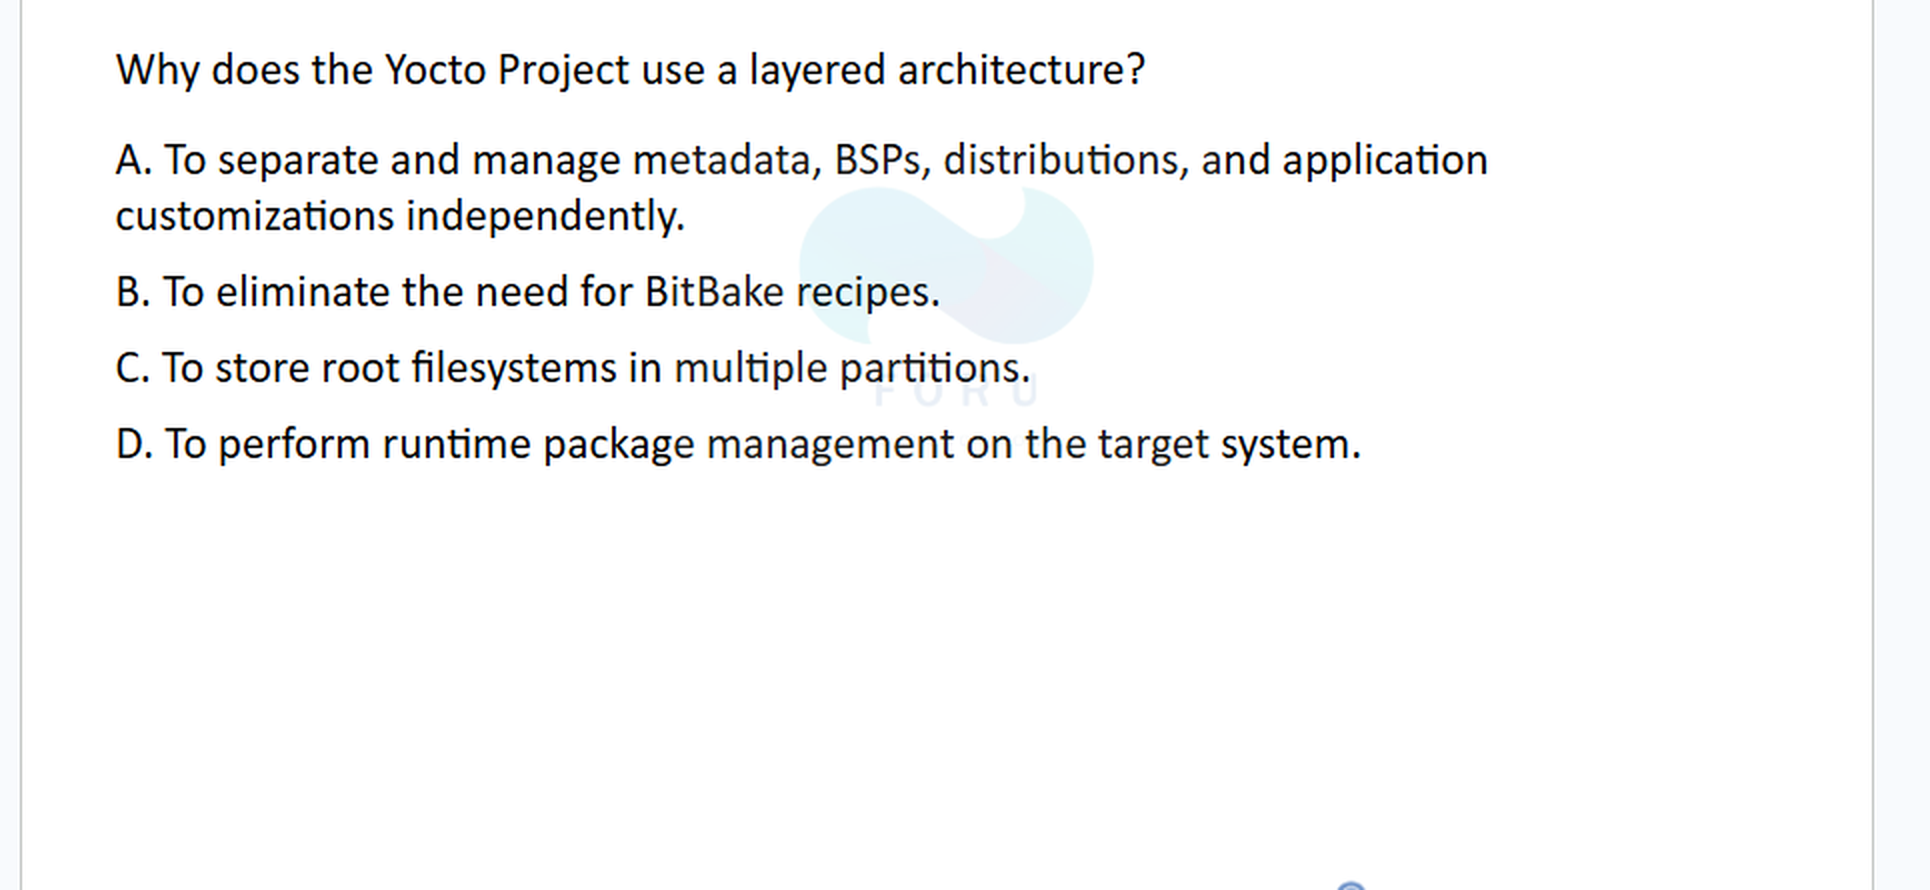 Why does the Yocto Project use a layered architecture?
A. To separate and manage metadata, BSPs, distributions, and application
customizations independently.
B. To eliminate the need for BitBake recipes.
C. To store root filesystems in multiple partitions.
FORU
D. To perform runtime package management on the target system.